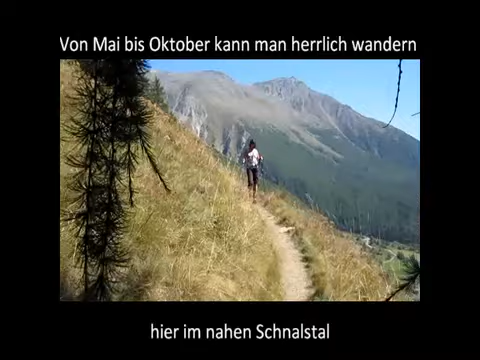 Von Mai bis Oktober kann man herrlich wandern
hier im nahen Schnalstal